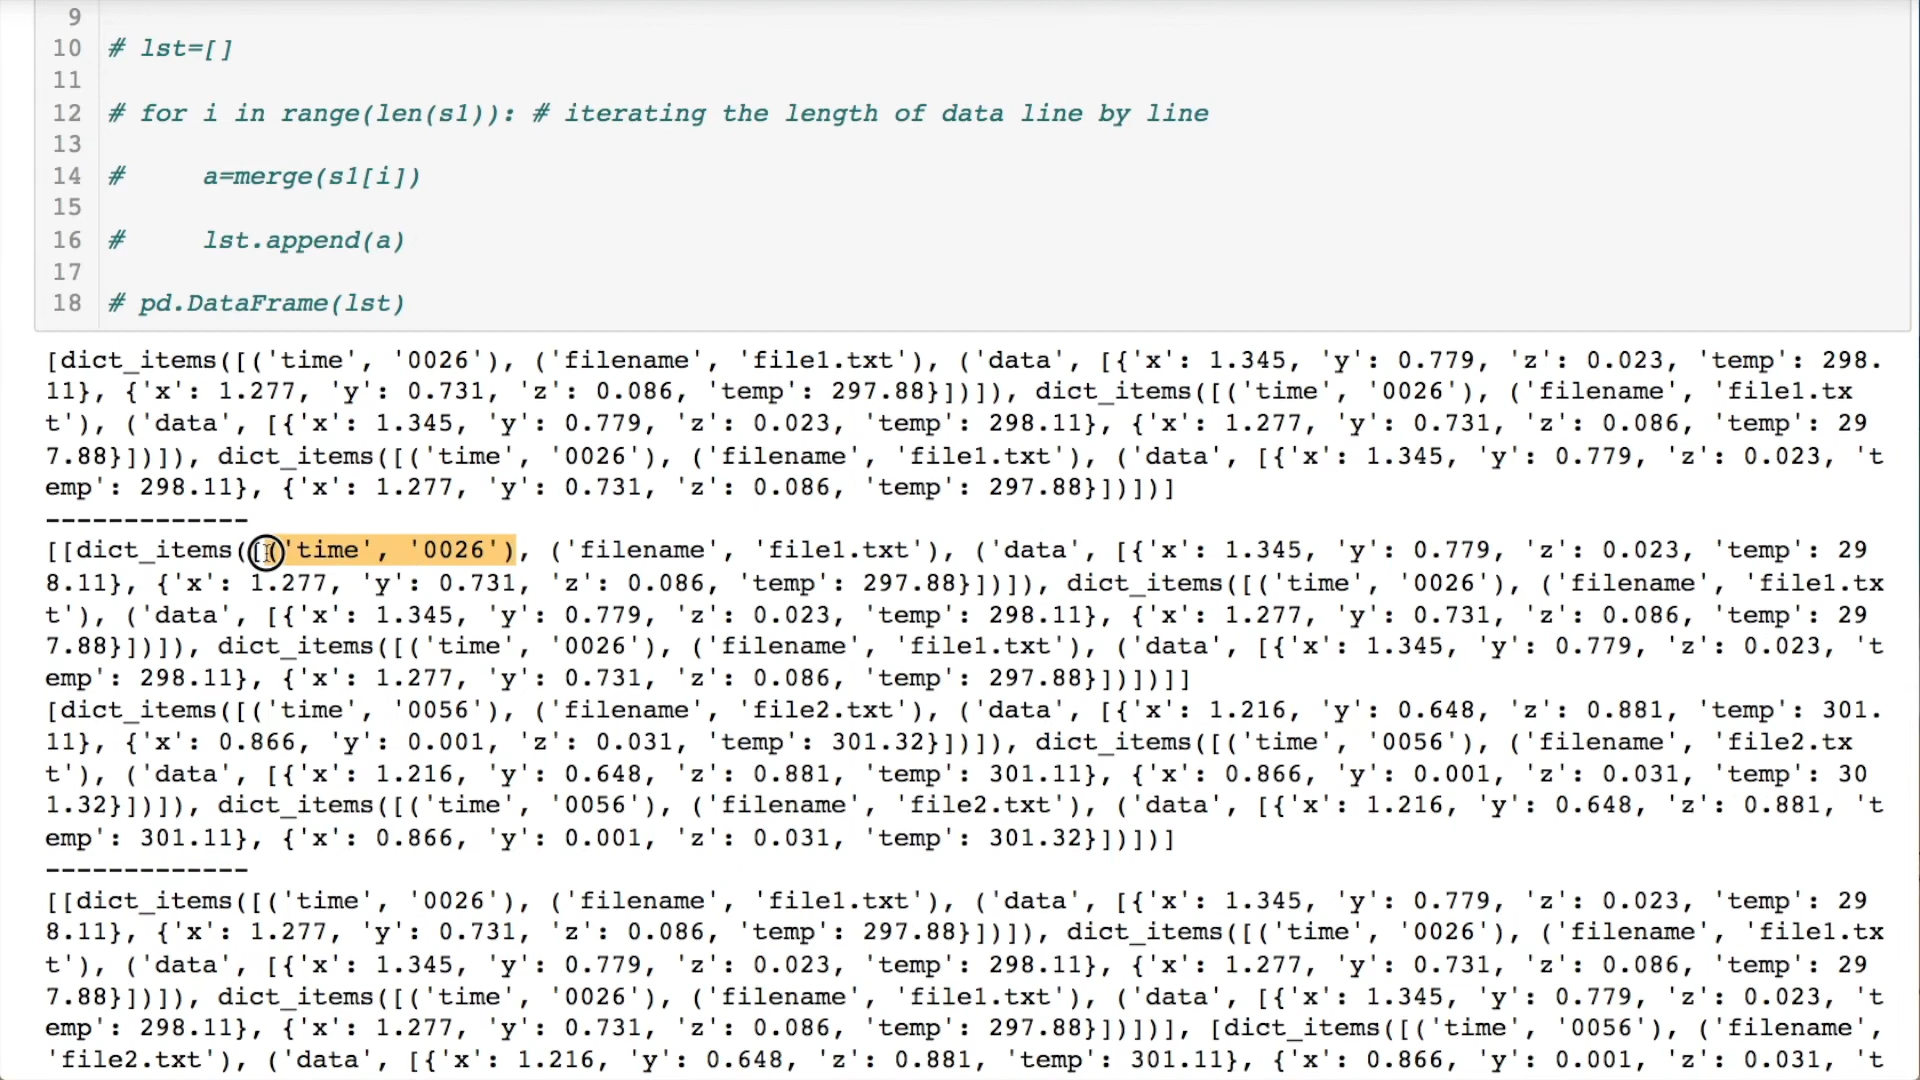 9
10 # lst=[]
11
12 # for i in range(len(s1)): # iterating the length of data line by line
13
14 #     a=merge(s1[i])
15
16 #     lst.append(a)
17
18 # pd.DataFrame(lst)
[dict_items([('time', '0026'), ('filename', 'file1.txt'), ('data', [{'x': 1.345, 'y': 0.779, 'z': 0.023, 'temp': 298.
11}, {'x': 1.277, 'y': 0.731, 'z': 0.086, 'temp': 297.88}])]), dict_items([('time', '0026'), ('filename', 'file1.tx
t'), ('data', [{'x': 1.345, 'y': 0.779, 'z': 0.023, 'temp': 298.11}, {'x': 1.277, 'y': 0.731, 'z': 0.086, 'temp': 29
7.88}])]), dict_items([('time', '0026'), ('filename', 'file1.txt'), ('data', [{'x': 1.345, 'y': 0.779, 'z': 0.023, 't
emp': 298.11}, {'x': 1.277, 'y': 0.731, 'z': 0.086, 'temp': 297.88}])])]
-------------
[[dict_items([('time', '0026'), ('filename', 'file1.txt'), ('data', [{'x': 1.345, 'y': 0.779, 'z': 0.023, 'temp': 29
8.11}, {'x': 1.277, 'y': 0.731, 'z': 0.086, 'temp': 297.88}])]), dict_items([('time', '0026'), ('filename', 'file1.tx
t'), ('data', [{'x': 1.345, 'y': 0.779, 'z': 0.023, 'temp': 298.11}, {'x': 1.277, 'y': 0.731, 'z': 0.086, 'temp': 29
7.88}])]), dict_items([('time', '0026'), ('filename', 'file1.txt'), ('data', [{'x': 1.345, 'y': 0.779, 'z': 0.023, 't
emp': 298.11}, {'x': 1.277, 'y': 0.731, 'z': 0.086, 'temp': 297.88}])])]]
[dict_items([('time', '0056'), ('filename', 'file2.txt'), ('data', [{'x': 1.216, 'y': 0.648, 'z': 0.881, 'temp': 301.
11}, {'x': 0.866, 'y': 0.001, 'z': 0.031, 'temp': 301.32}])]), dict_items([('time', '0056'), ('filename', 'file2.tx
t'), ('data', [{'x': 1.216, 'y': 0.648, 'z': 0.881, 'temp': 301.11}, {'x': 0.866, 'y': 0.001, 'z': 0.031, 'temp': 30
1.32}])]), dict_items([('time', '0056'), ('filename', 'file2.txt'), ('data', [{'x': 1.216, 'y': 0.648, 'z': 0.881, 't
emp': 301.11}, {'x': 0.866, 'y': 0.001, 'z': 0.031, 'temp': 301.32}])])]
-------------
[[dict_items([('time', '0026'), ('filename', 'file1.txt'), ('data', [{'x': 1.345, 'y': 0.779, 'z': 0.023, 'temp': 29
8.11}, {'x': 1.277, 'y': 0.731, 'z': 0.086, 'temp': 297.88}])]), dict_items([('time', '0026'), ('filename', 'file1.tx
t'), ('data', [{'x': 1.345, 'y': 0.779, 'z': 0.023, 'temp': 298.11}, {'x': 1.277, 'y': 0.731, 'z': 0.086, 'temp': 29
7.88}])]), dict_items([('time', '0026'), ('filename', 'file1.txt'), ('data', [{'x': 1.345, 'y': 0.779, 'z': 0.023, 't
emp': 298.11}, {'x': 1.277, 'y': 0.731, 'z': 0.086, 'temp': 297.88}])])], [dict_items([('time', '0056'), ('filename',
'file2.txt'), ('data', [{'x': 1.216, 'y': 0.648, 'z': 0.881, 'temp': 301.11}, {'x': 0.866, 'y': 0.001, 'z': 0.031, 't